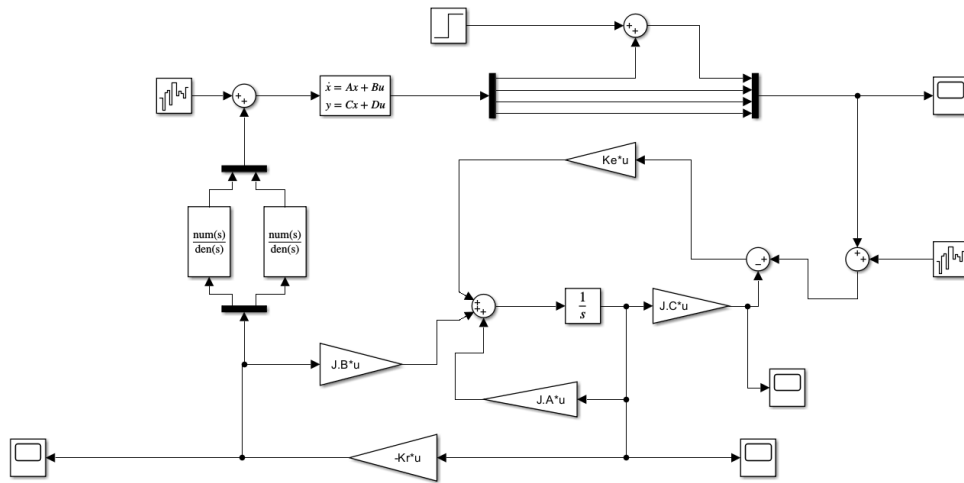 +
+
+
+
ẋ = Ax + Bu
y = Cx + Du
Ke*u
num(s)
den(s)
num(s)
den(s)
− +
+
+
+
+
+
1
s
J.C*u
J.B*u
J.A*u
-Kr*u